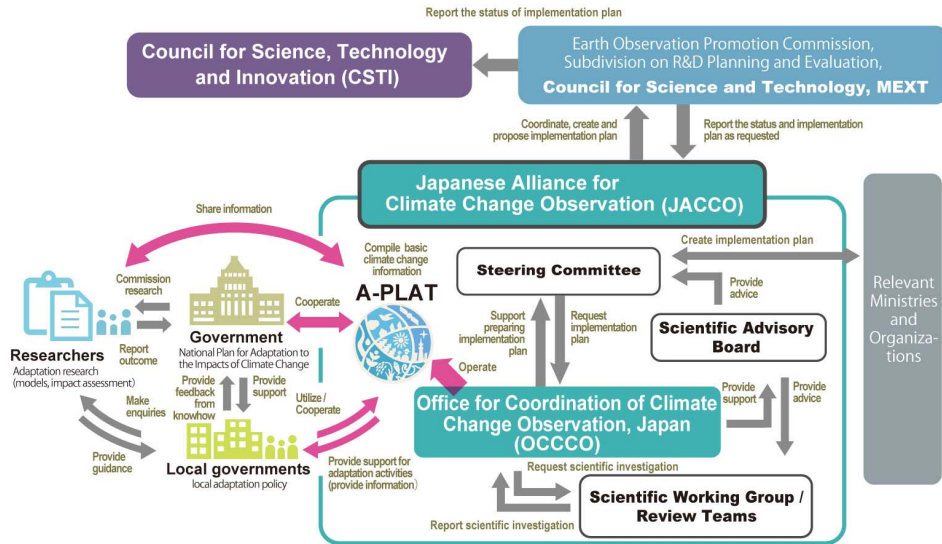 Report the status of implementation plan
Council for Science, Technology
and Innovation (CSTI)
Earth Observation Promotion Commission,
Subdivision on R&D Planning and Evaluation,
Council for Science and Technology, MEXT
Coordinate, create and
propose implementation plan
Report the status and implementation
plan as requested
Japanese Alliance for
Climate Change Observation (JACCO)
Share information
Compile basic
climate change
information
A-PLAT
Steering Committee
Create implementation plan
Provide
advice
Relevant
Ministries
and
Organiza-
tions
Commission
research
Cooperate
Researchers
Adaptation research
(models, impact assessment)
Report
outcome
Government
National Plan for Adaptation to
the Impacts of Climate Change
Support
preparing
implementation
plan
Request
implementation
plan
Scientific Advisory
Board
Operate
Make
enquiries
Provide
feedback
from
knowhow
Provide
support
Utilize /
Cooperate
Office for Coordination of Climate
Change Observation, Japan
(OCCCO)
Provide
support
Provide
advice
Provide
guidance
Local governments
local adaptation policy
Provide support for
adaptation activities
(provide information)
Request scientific investigation
Report scientific investigation
Scientific Working Group /
Review Teams